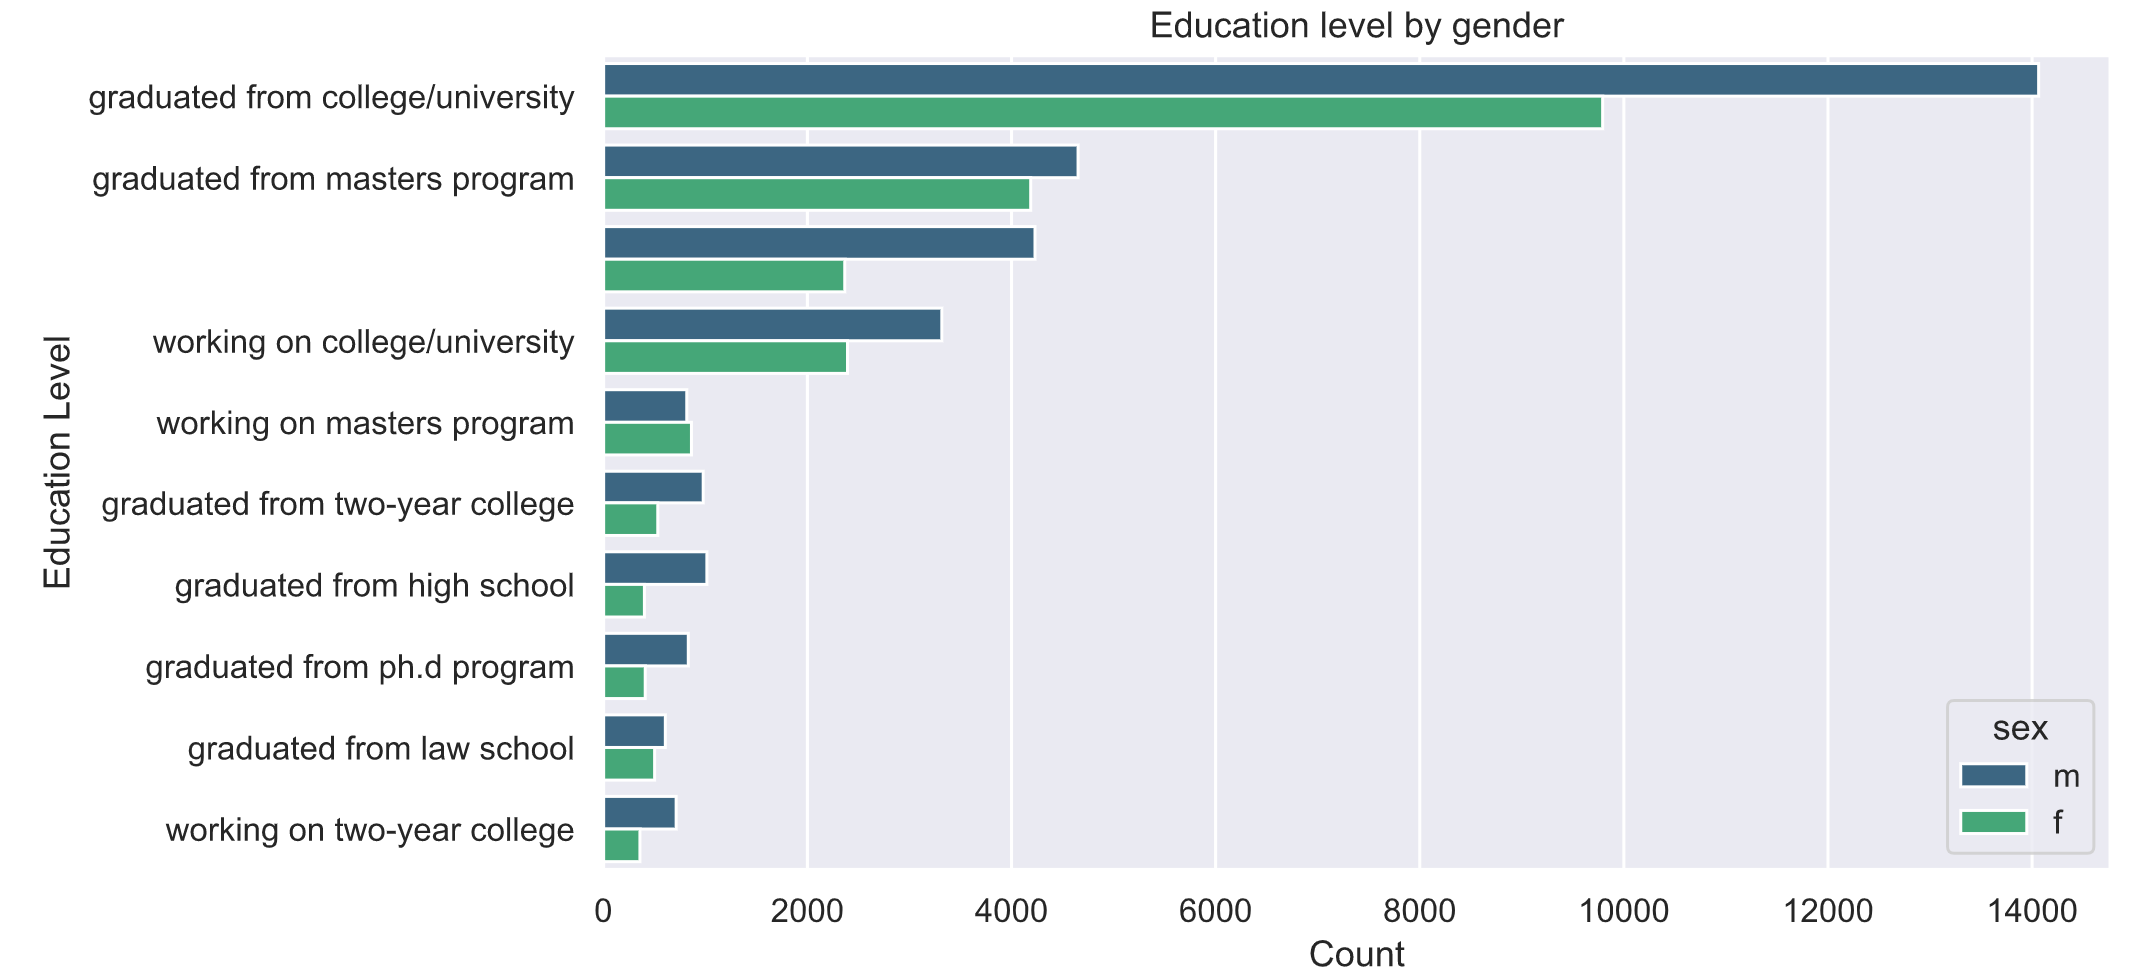 Education level by gender
graduated from college/university
graduated from masters program
working on college/university
working on masters program
graduated from two-year college
graduated from high school
graduated from ph.d program
graduated from law school
working on two-year college
Education Level
sex
m
f
0 2000 4000 6000 8000 10000 12000 14000
Count